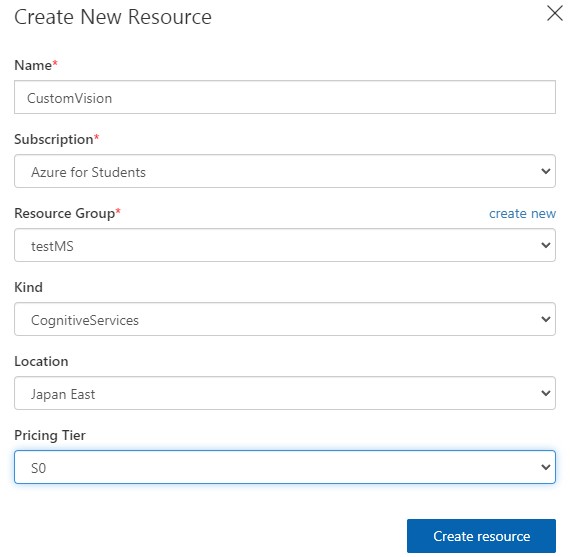 Create New Resource
Name*
CustomVision
Subscription*
Azure for Students
Resource Group* create new
testMS
Kind
CognitiveServices
Location
Japan East
Pricing Tier
S0
Create resource